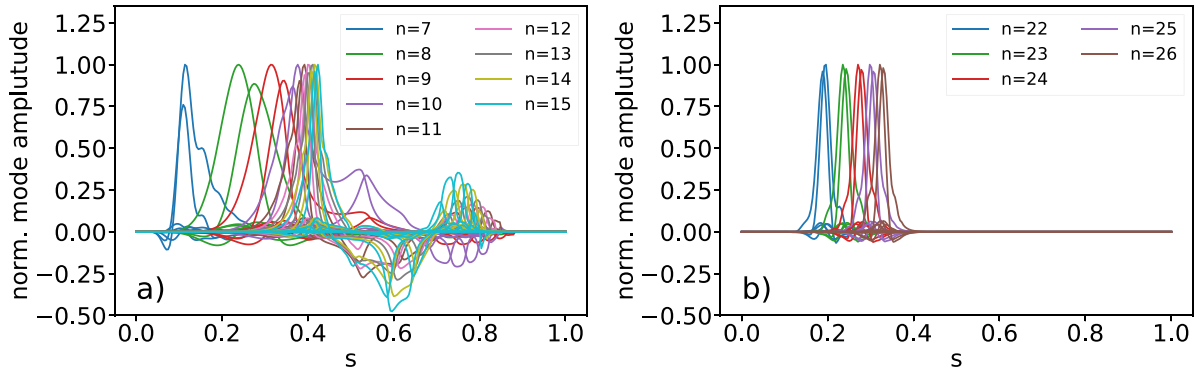 norm. mode amplutude
1.25
1.00
0.75
0.50
0.25
0.00
−0.25
−0.50
n=7
n=8
n=9
n=10
n=11
n=12
n=13
n=14
n=15
a)
0.0 0.2 0.4 0.6 0.8 1.0
s
norm. mode amplutude
1.25
1.00
0.75
0.50
0.25
0.00
−0.25
−0.50
n=22
n=23
n=24
n=25
n=26
b)
0.0 0.2 0.4 0.6 0.8 1.0
s